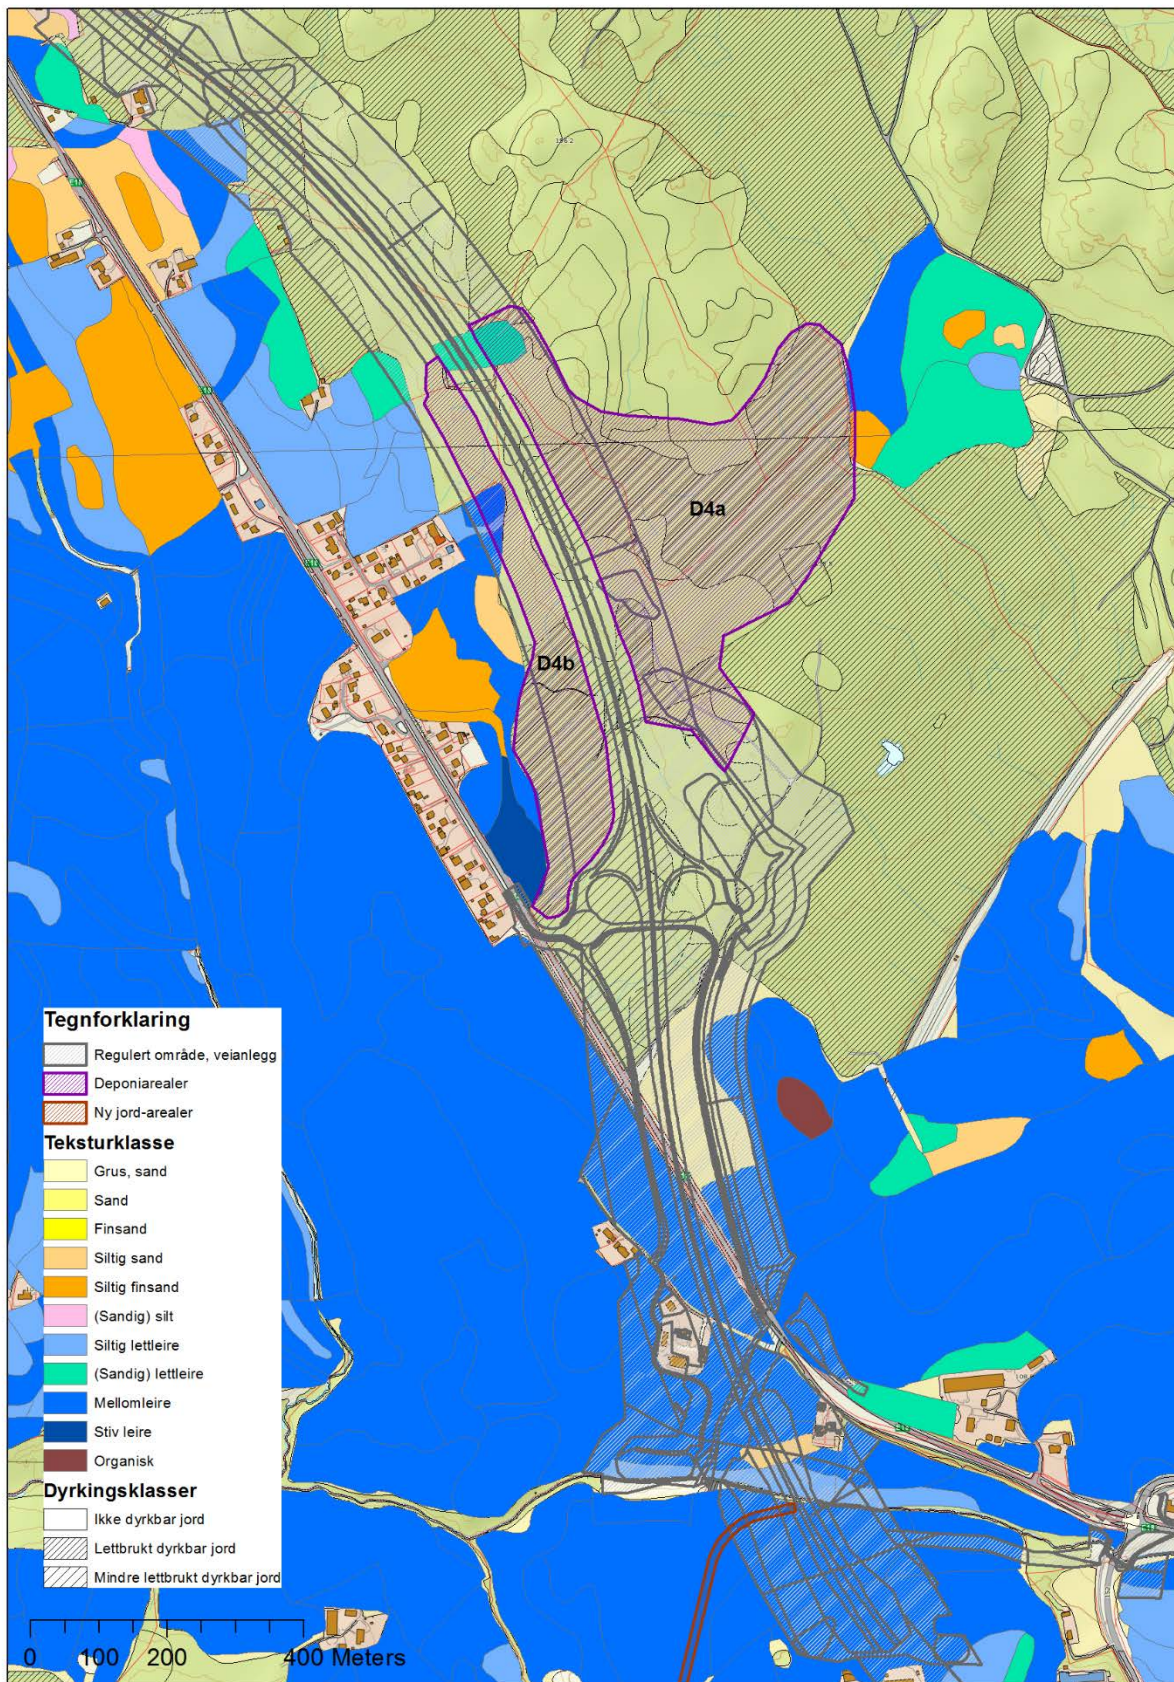 D4a
D4b
Tegnforklaring
Regulert område, veianlegg
Deponiarealer
Ny jord-arealer
Teksturklasse
Grus, sand
Sand
Finsand
Siltig sand
Siltig finsand
(Sandig) silt
Siltig lettleire
(Sandig) lettleire
Mellomleire
Stiv leire
Organisk
Dyrkingsklasser
Ikke dyrkbar jord
Lettbrukt dyrkbar jord
Mindre lettbrukt dyrkbar jord
0 100 200 400 Meters